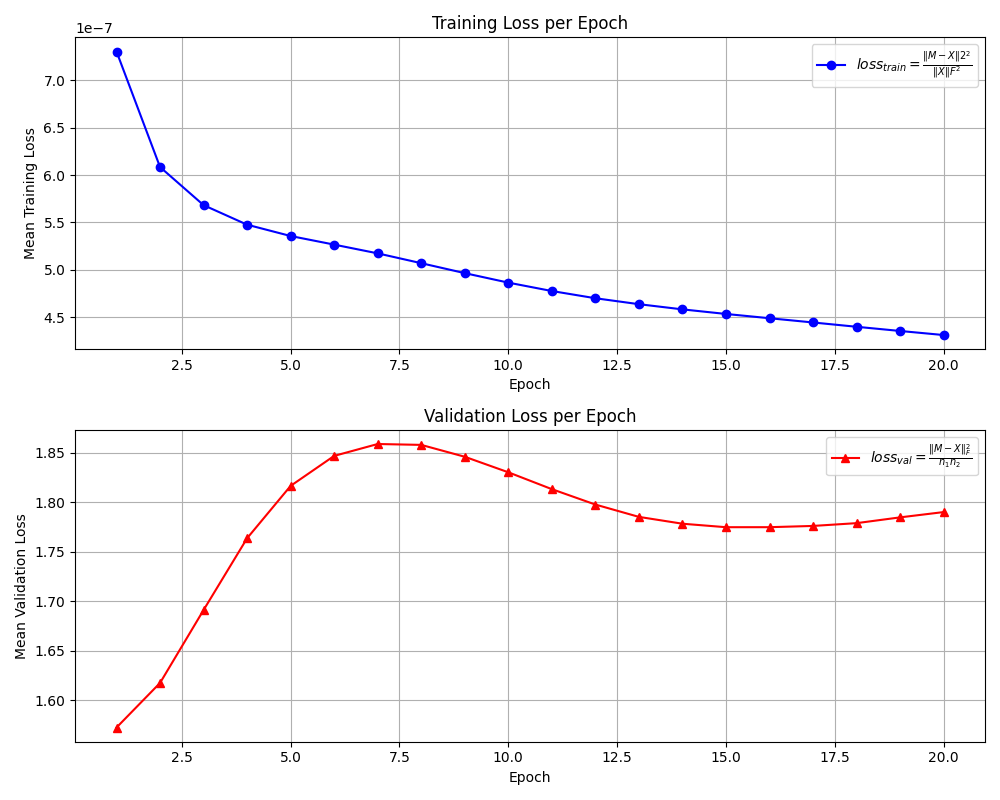 Training Loss per Epoch
1e−7
loss_train = ‖M − X‖2² / ‖X‖F²
7.0
6.5
6.0
5.5
5.0
4.5
Mean Training Loss
2.5 5.0 7.5 10.0 12.5 15.0 17.5 20.0
Epoch
Validation Loss per Epoch
loss_val = ‖M − X‖_F² / n₁n₂
1.85
1.80
1.75
1.70
1.65
1.60
Mean Validation Loss
2.5 5.0 7.5 10.0 12.5 15.0 17.5 20.0
Epoch